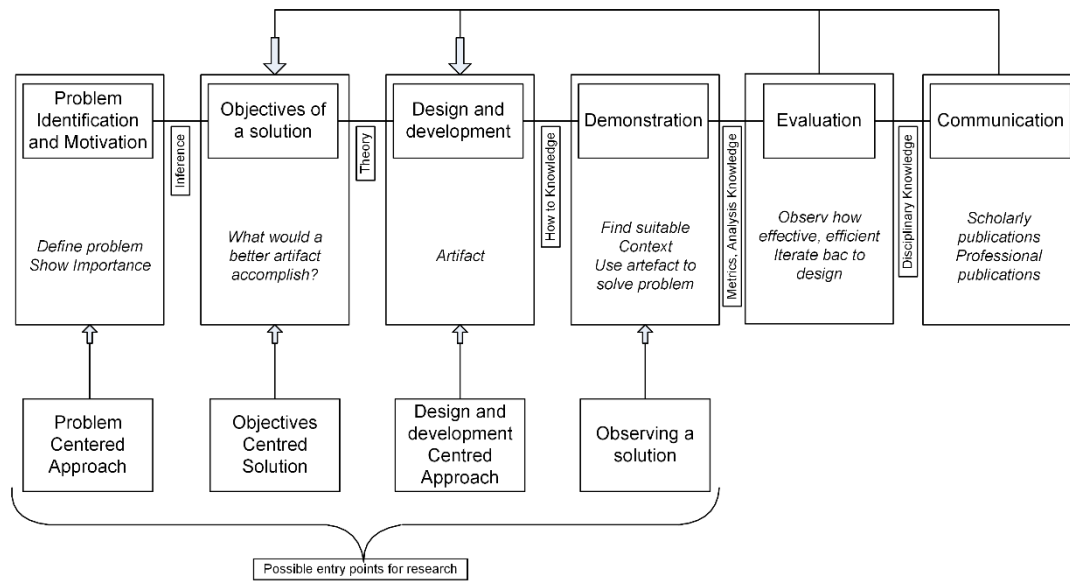 Problem
Identification
and Motivation
Inference
Objectives of
a solution
Theory
Design and
development
How to Knowledge
Demonstration
Metrics, Analysis Knowledge
Evaluation
Disciplinary Knowledge
Communication
Define problem
Show Importance
What would a
better artifact
accomplish?
Artifact
Find suitable
Context
Use artefact to
solve problem
Observ how
effective, efficient
Iterate bac to
design
Scholarly
publications
Professional
publications
Problem
Centered
Approach
Objectives
Centred
Solution
Design and
development
Centred
Approach
Observing a
solution
Possible entry points for research